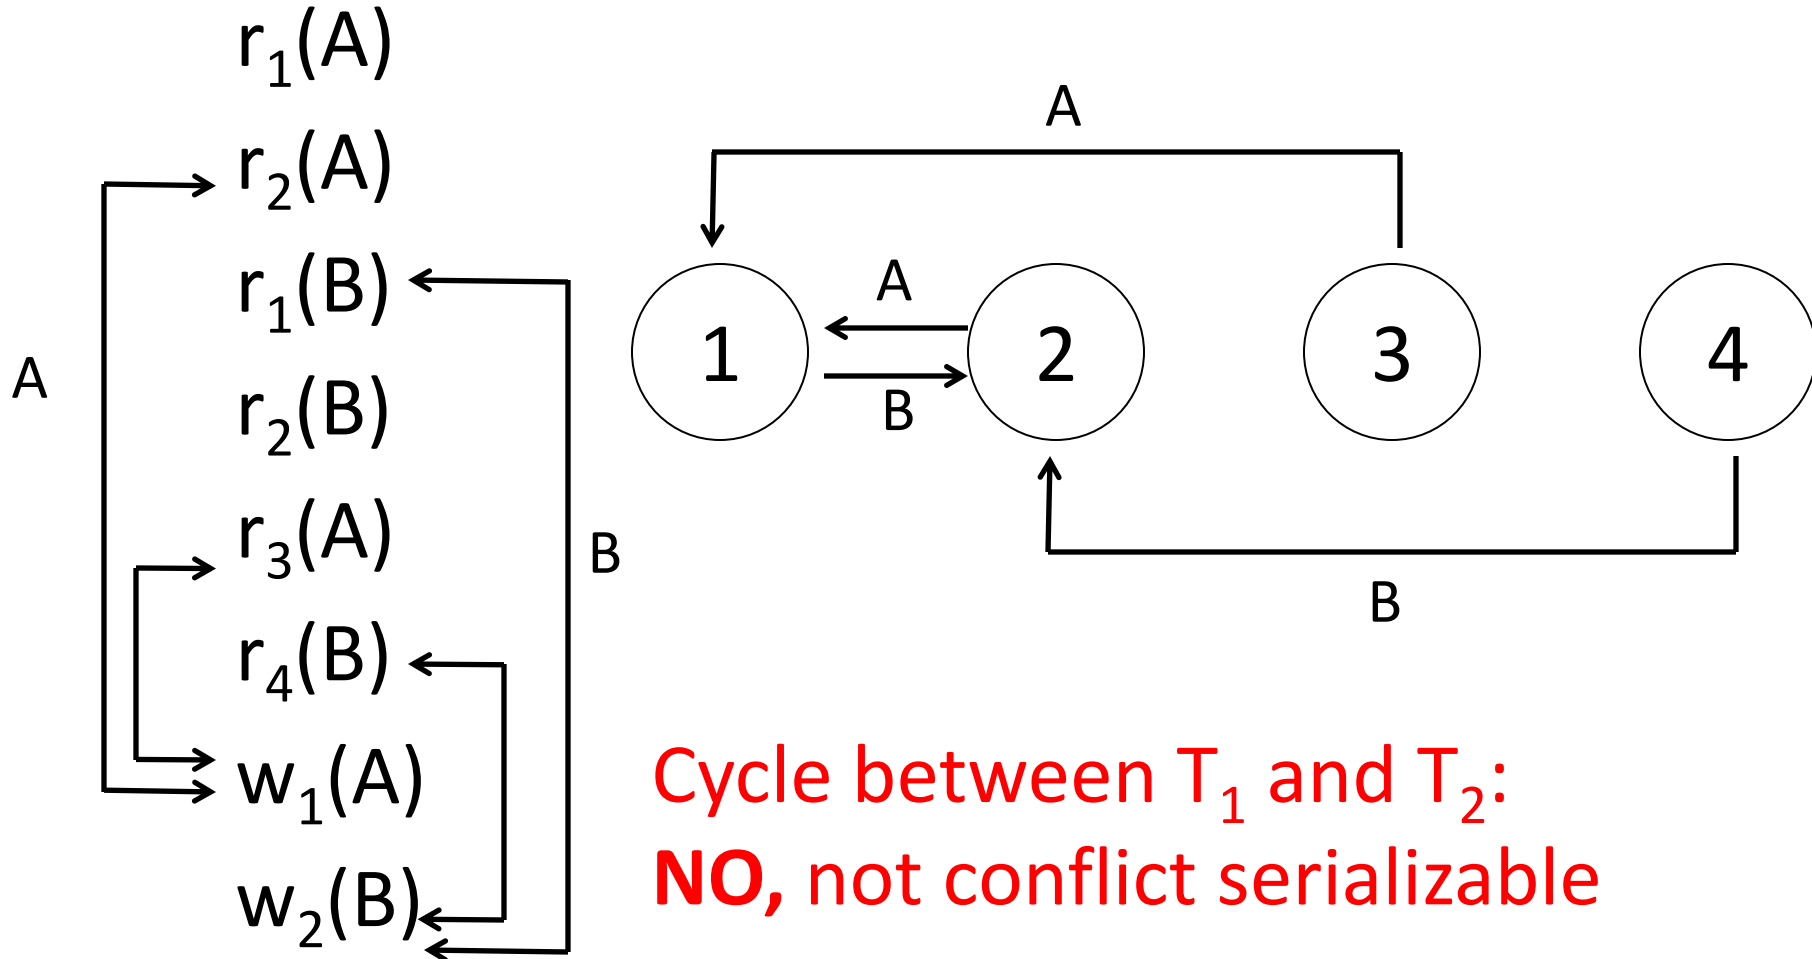 r₁(A)
r₂(A)
r₁(B)
r₂(B)
r₃(A)
r₄(B)
w₁(A)
w₂(B)
A
B
A
A
B
1
2
3
4
B
Cycle between T₁ and T₂:
NO, not conflict serializable